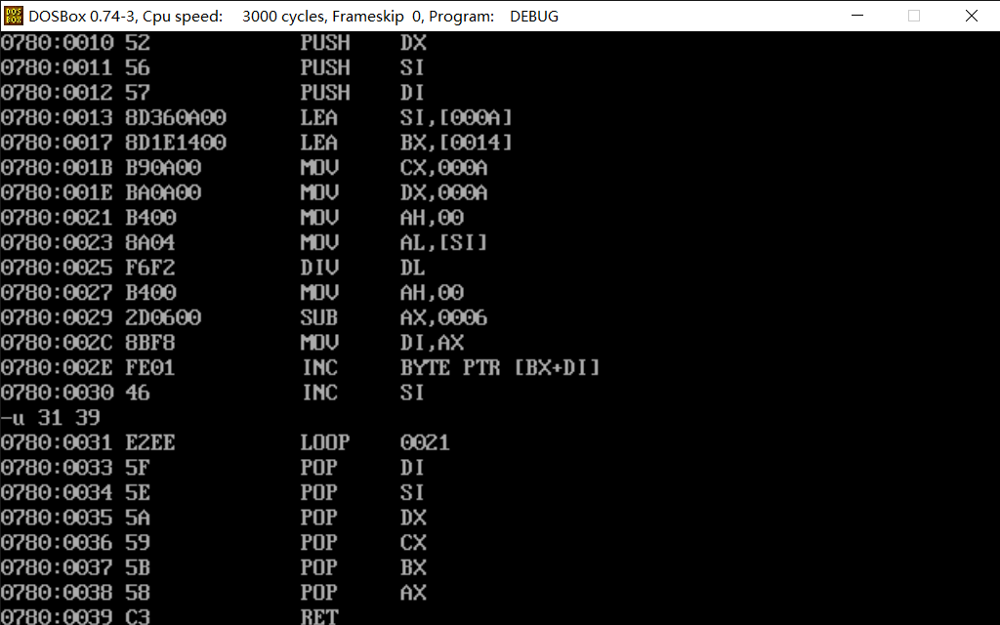 DOS BOX DOSBox 0.74-3, Cpu speed: 3000 cycles, Frameskip 0, Program: DEBUG
0780:0010 52 PUSH DX
0780:0011 56 PUSH SI
0780:0012 57 PUSH DI
0780:0013 8D360A00 LEA SI,[000A]
0780:0017 8D1E1400 LEA BX,[0014]
0780:001B B90A00 MOV CX,000A
0780:001E BA0A00 MOV DX,000A
0780:0021 B400 MOV AH,00
0780:0023 8A04 MOV AL,[SI]
0780:0025 F6F2 DIV DL
0780:0027 B400 MOV AH,00
0780:0029 2D0600 SUB AX,0006
0780:002C 8BF8 MOV DI,AX
0780:002E FE01 INC BYTE PTR [BX+DI]
0780:0030 46 INC SI
-u 31 39
0780:0031 E2EE LOOP 0021
0780:0033 5F POP DI
0780:0034 5E POP SI
0780:0035 5A POP DX
0780:0036 59 POP CX
0780:0037 5B POP BX
0780:0038 58 POP AX
0780:0039 C3 RET